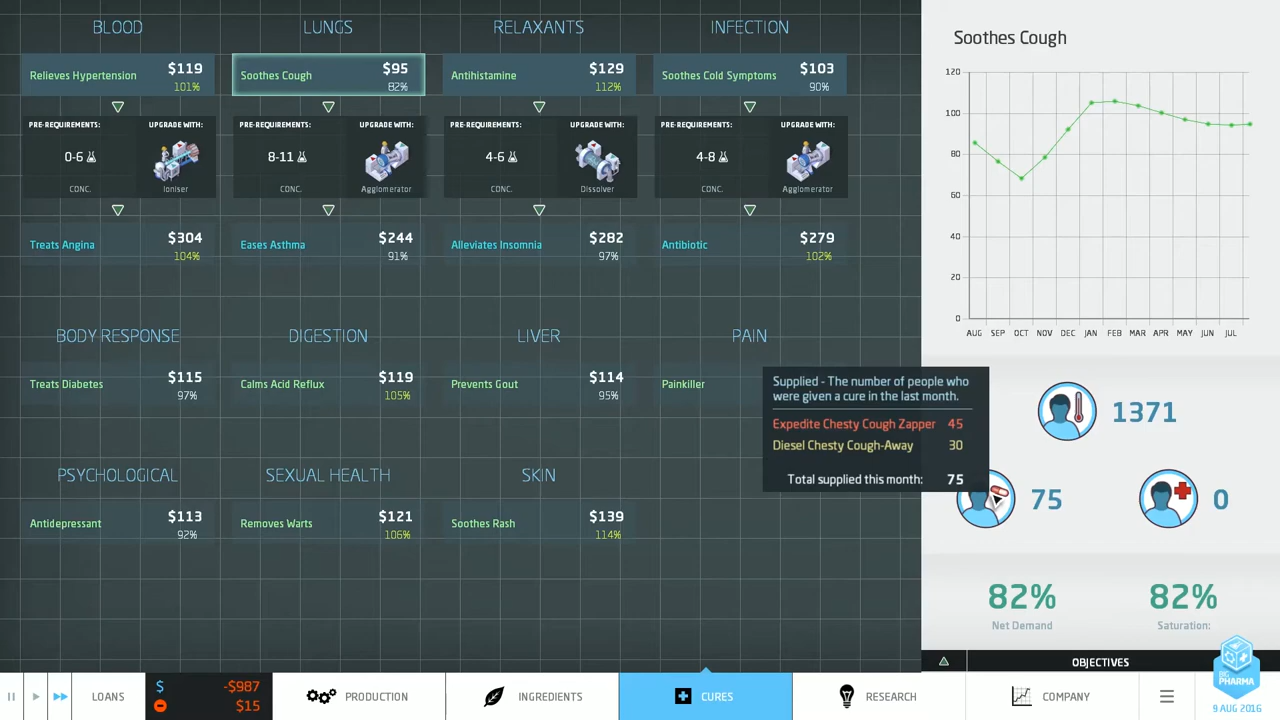 BLOOD
LUNGS
RELAXANTS
INFECTION
Relieves Hypertension $119
101%
Soothes Cough $95
82%
Antihistamine $129
112%
Soothes Cold Symptoms $103
90%
PRE-REQUIREMENTS: UPGRADE WITH:
0-6
CONC. Ioniser
PRE-REQUIREMENTS: UPGRADE WITH:
8-11
CONC. Agglomerator
PRE-REQUIREMENTS: UPGRADE WITH:
4-6
CONC. Dissolver
PRE-REQUIREMENTS: UPGRADE WITH:
4-8
CONC. Agglomerator
Treats Angina $304
104%
Eases Asthma $244
91%
Alleviates Insomnia $282
97%
Antibiotic $279
102%
BODY RESPONSE
DIGESTION
LIVER
PAIN
Treats Diabetes $115
97%
Calms Acid Reflux $119
105%
Prevents Gout $114
95%
Painkiller
PSYCHOLOGICAL
SEXUAL HEALTH
SKIN
Antidepressant $113
92%
Removes Warts $121
106%
Soothes Rash $139
114%
Supplied - The number of people who
were given a cure in the last month.
Expedite Chesty Cough Zapper 45
Diesel Chesty Cough-Away 30
Total supplied this month: 75
Soothes Cough
120
100
80
60
40
20
0
AUG SEP OCT NOV DEC JAN FEB MAR APR MAY JUN JUL
1371
75
0
82%
Net Demand
82%
Saturation:
OBJECTIVES
LOANS
$ -$987
$15
PRODUCTION
INGREDIENTS
CURES
RESEARCH
COMPANY
BIG
PHARMA
9 AUG 2016